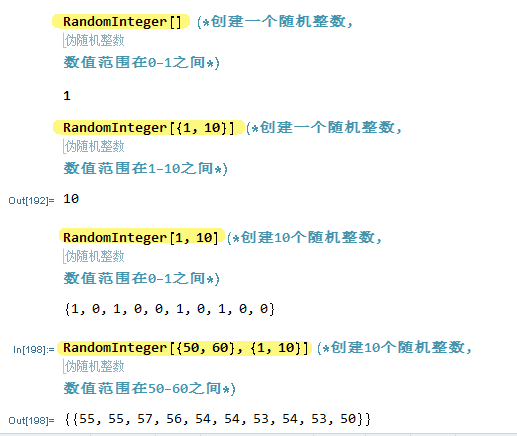 RandomInteger[] (*创建一个随机整数,
伪随机整数
数值范围在0-1之间*)
1
RandomInteger[{1, 10}] (*创建一个随机整数,
伪随机整数
数值范围在1-10之间*)
Out[192]= 10
RandomInteger[1, 10] (*创建10个随机整数,
伪随机整数
数值范围在0-1之间*)
{1, 0, 1, 0, 0, 1, 0, 1, 0, 0}
In[198]:= RandomInteger[{50, 60}, {1, 10}] (*创建10个随机整数,
伪随机整数
数值范围在50-60之间*)
Out[198]= {{55, 55, 57, 56, 54, 54, 53, 54, 53, 50}}